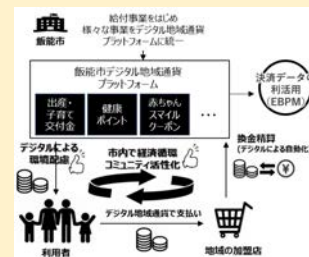 飯能市
給付事業をはじめ
様々な事業をデジタル地域通貨
プラットフォームに統一
飯能市デジタル地域通貨
プラットフォーム
出産・
子育て
交付金
健康
ポイント
赤ちゃん
スマイル
クーポン
…
決済データの
利活用
(EBPM)
デジタルによる
環境配慮
市内で経済循環
コミュニティ活性化
換金精算
(デジタルによる自動化)
¥
デジタル地域通貨で支払い
利用者
地域の加盟店